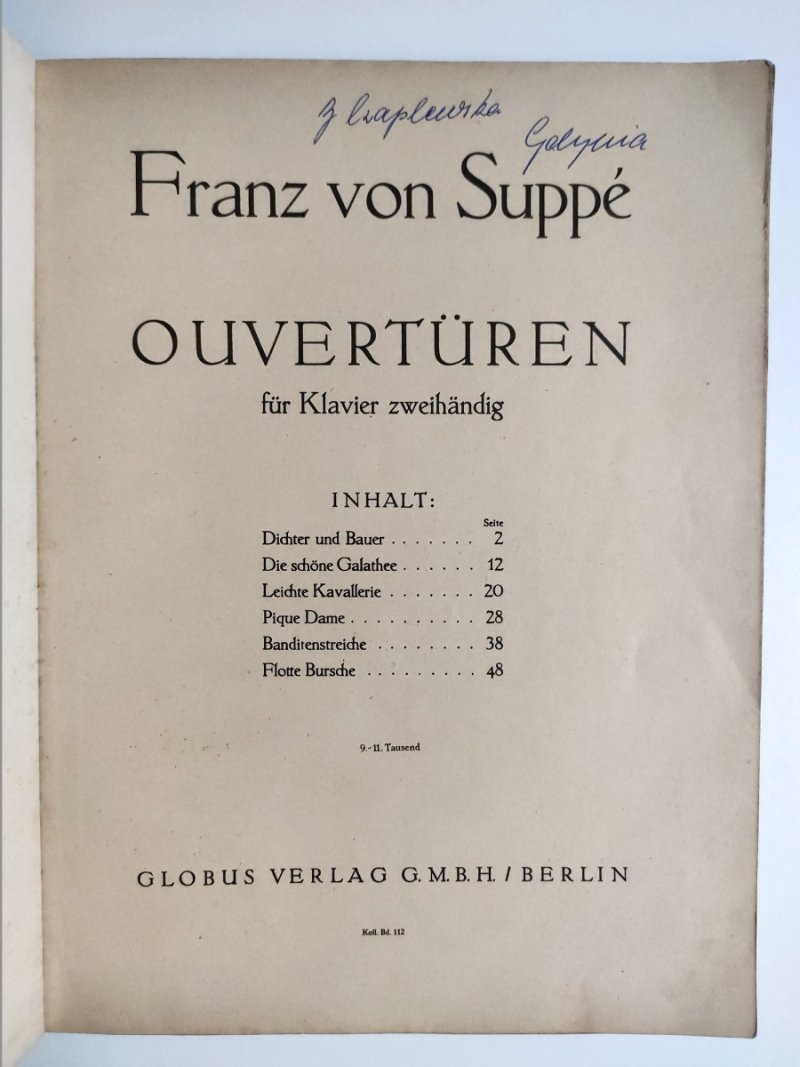 J Czaplewska
Gdynia
Franz von Suppé
OUVERTÜREN
für Klavier zweihändig
INHALT:
Seite
Dichter und Bauer . . . . . . . 2
Die schöne Galathee . . . . . . 12
Leichte Kavallerie . . . . . . . 20
Pique Dame . . . . . . . . . . 28
Banditenstreiche . . . . . . . . 38
Flotte Bursche . . . . . . . . . 48
9.-11. Tausend
GLOBUS VERLAG G.M.B.H. / BERLIN
Koll. Bd. 112